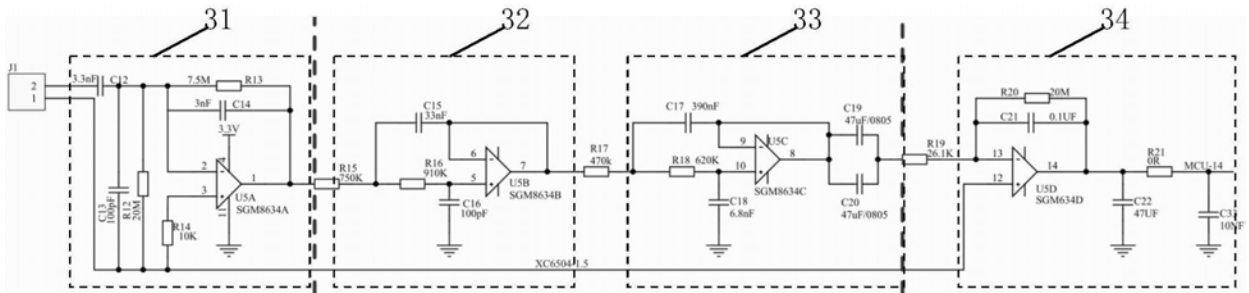 31
32
33
34
J1
2
1
3.3nF
C12
7.5M
R13
3nF
C14
3.3V
4
2
3
1
11
U5A
SGM8634A
C13
100pF
R12
20M
R14
10K
R15
750K
C15
33nF
R16
910K
6
5
7
U5B
SGM8634B
C16
100pF
R17
470k
C17
390nF
R18
620K
9
10
8
U5C
SGM8634C
C18
6.8nF
C19
47uF/0805
C20
47uF/0805
R19
26.1K
R20
20M
C21
0.1UF
13
12
14
U5D
SGM634D
R21
0R
MCU-14
C22
47UF
C33
10NF
XC6504-1.5